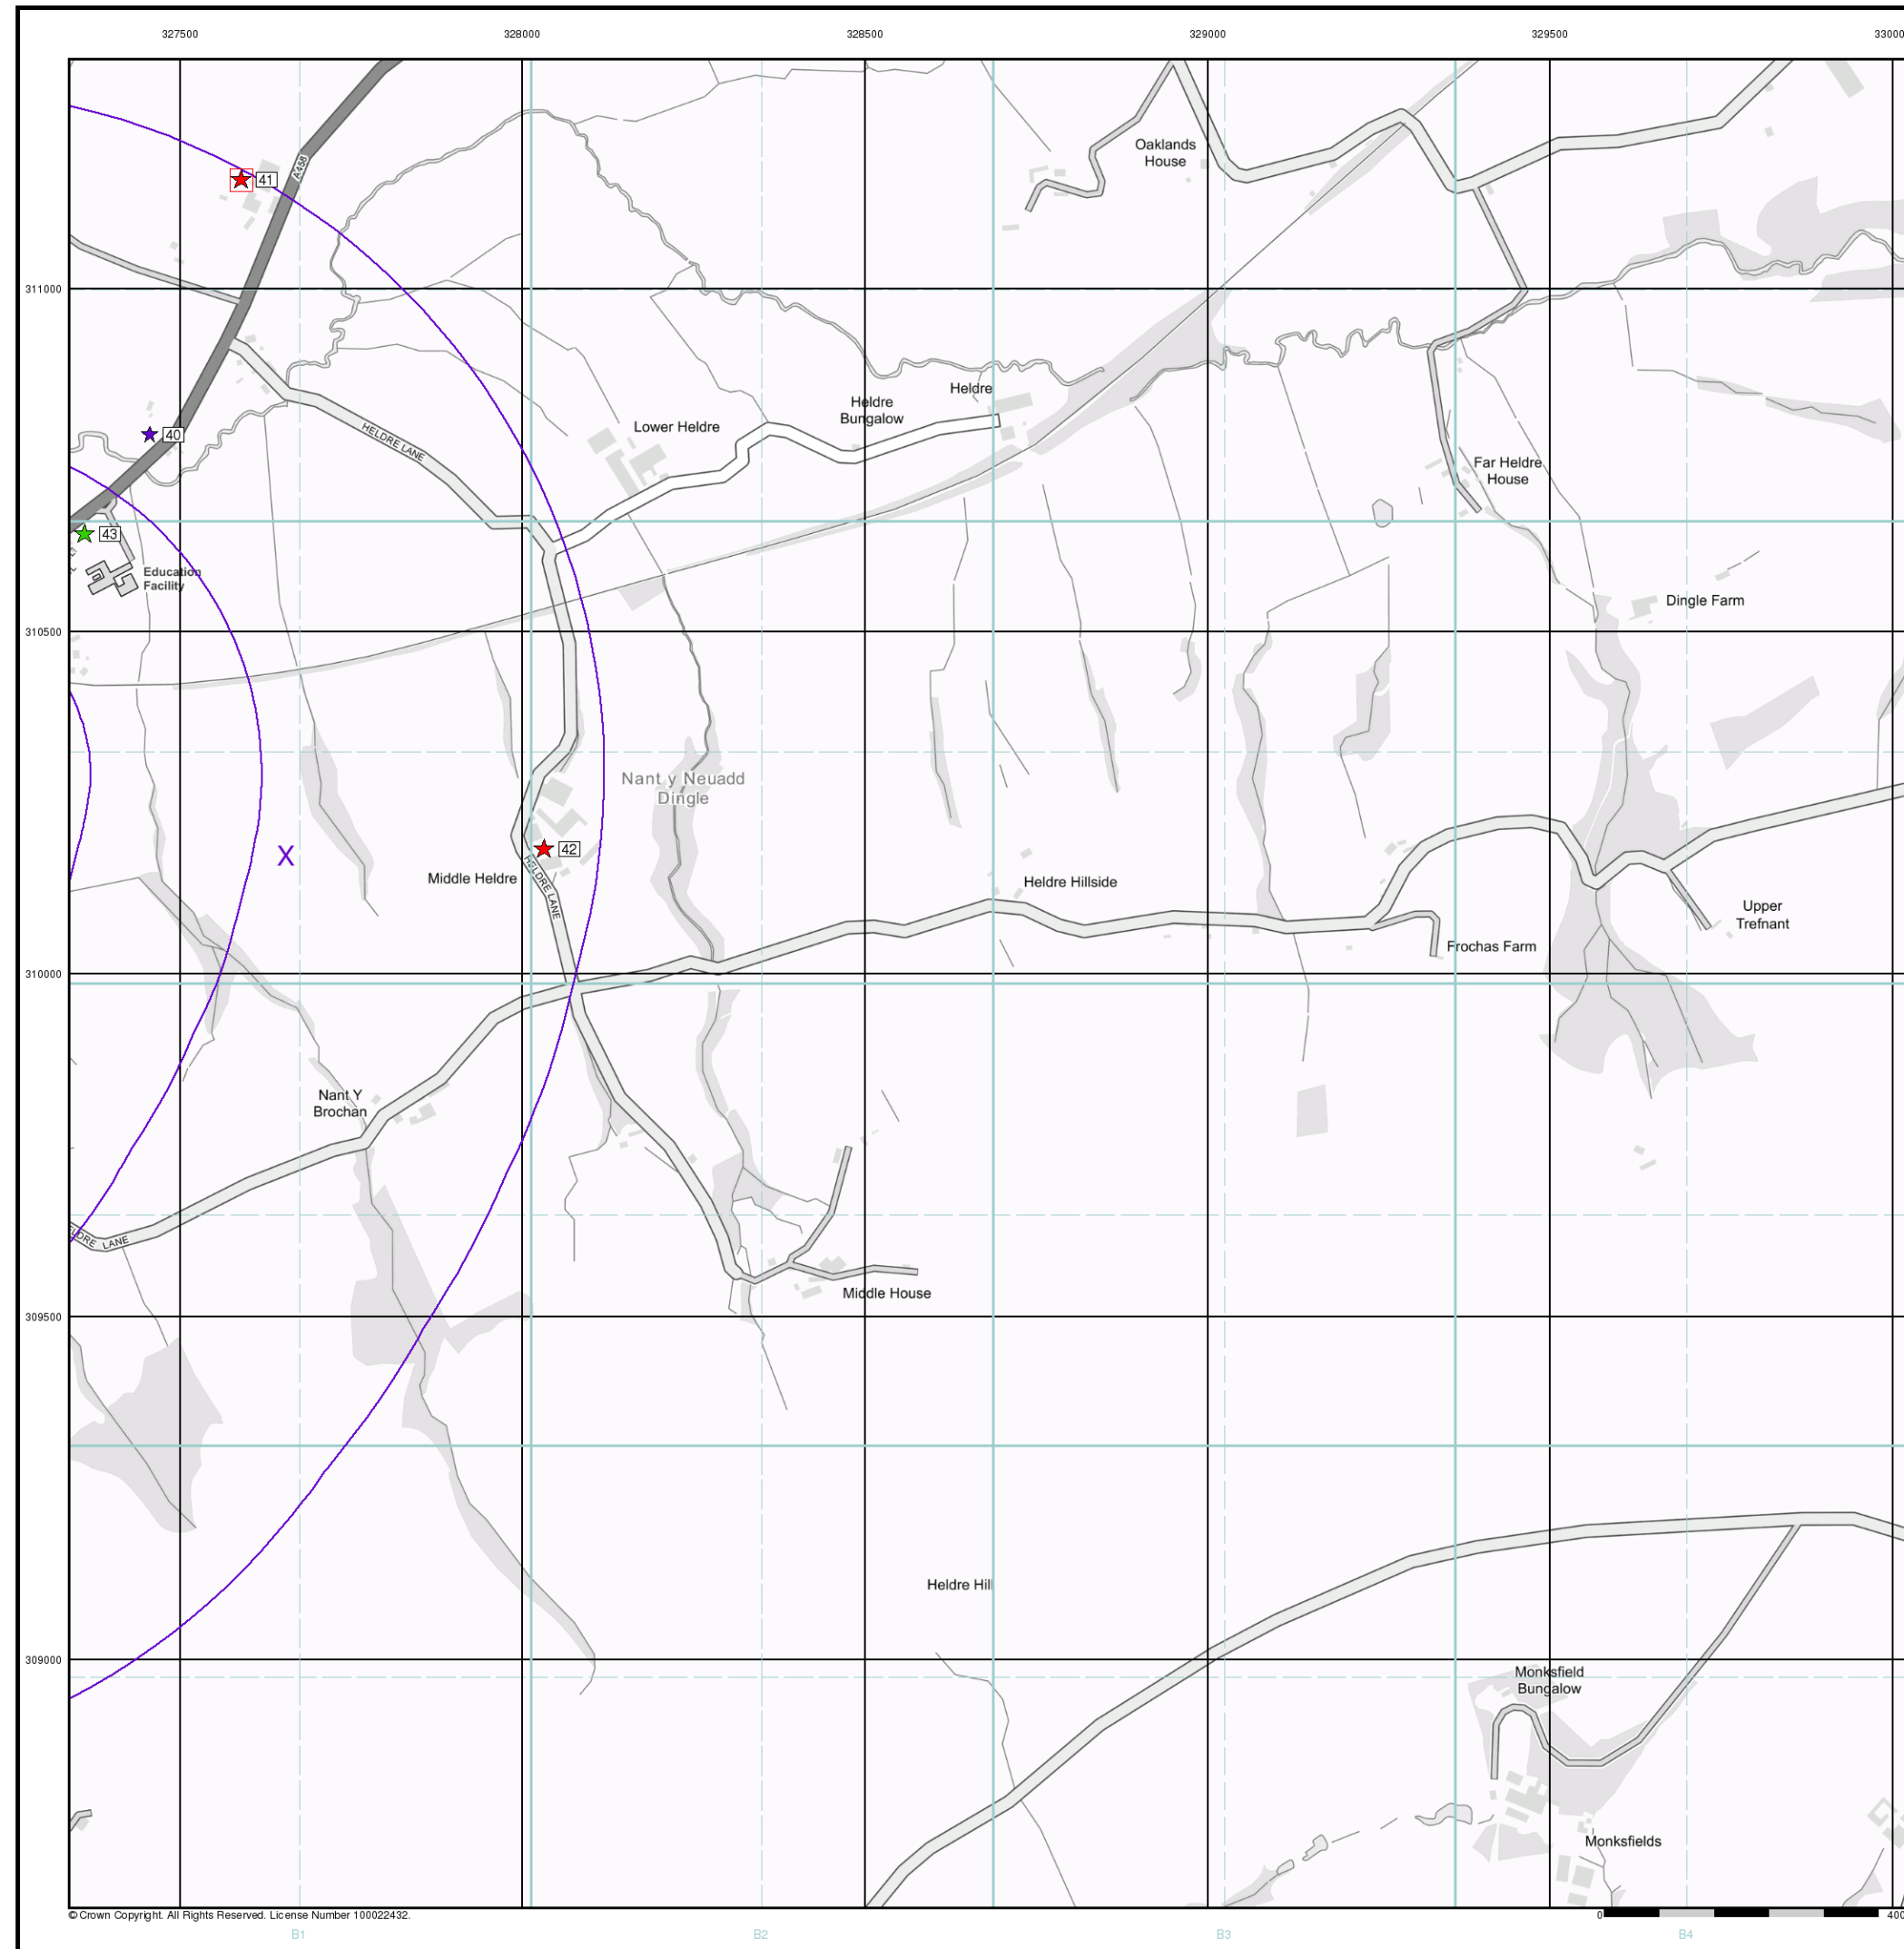 327500 328000 328500 329000 329500 33000
Oaklands
House
A458
41
311000
Heldre
Heldre
Bungalow
Lower Heldre
40
HELDRE LANE
Far Heldre
House
43
Education
Facility
Dingle Farm
310500
Nant y Neuadd
Dingle
X
42
HELDRE LANE
Middle Heldre
Heldre Hillside
Upper
Trefnant
Frochas Farm
310000
Nant Y
Brochan
ELDRE LANE
Middle House
309500
Heldre Hill
309000
Monksfield
Bungalow
Monksfields
© Crown Copyright. All Rights Reserved. License Number 100022432.
0 400
B1 B2 B3 B4